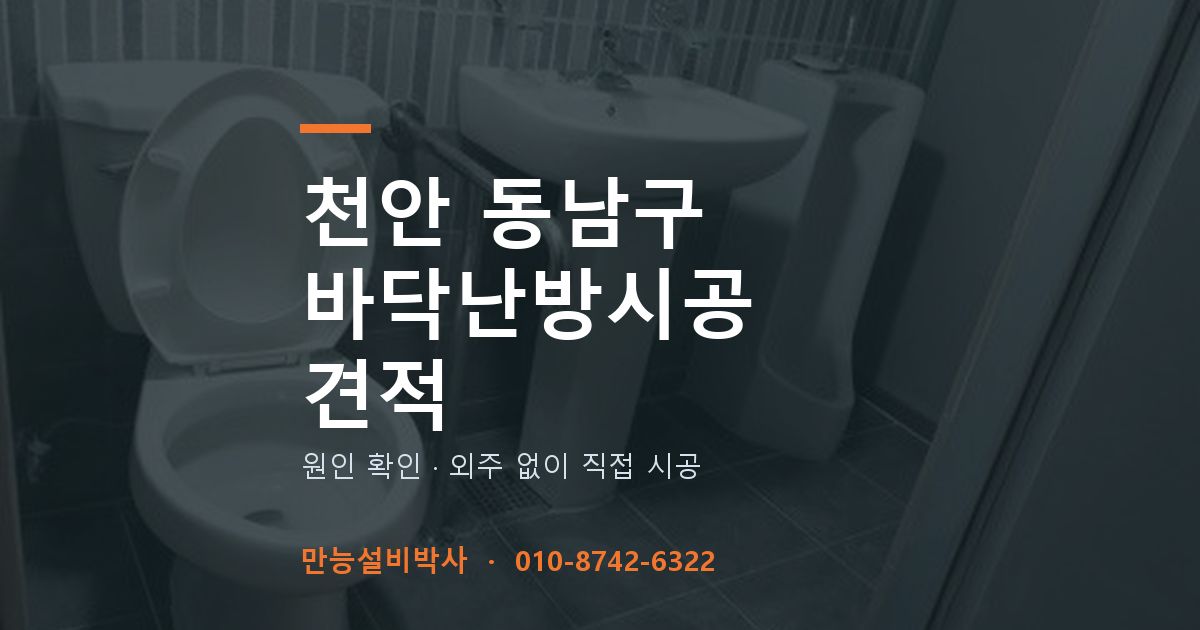 천안 동남구
바닥난방시공
견적
원인 확인 · 외주 없이 직접 시공
만능설비박사 · 010-8742-6322